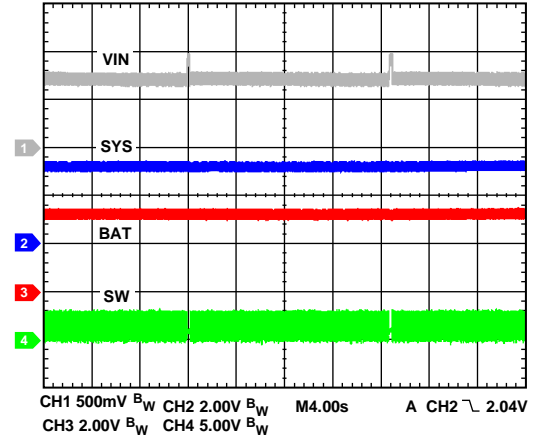 VIN
1
SYS
BAT
2
3
SW
4
CH1 500mV BW CH2 2.00V BW M4.00s A CH2 2.04V
CH3 2.00V BW CH4 5.00V BW